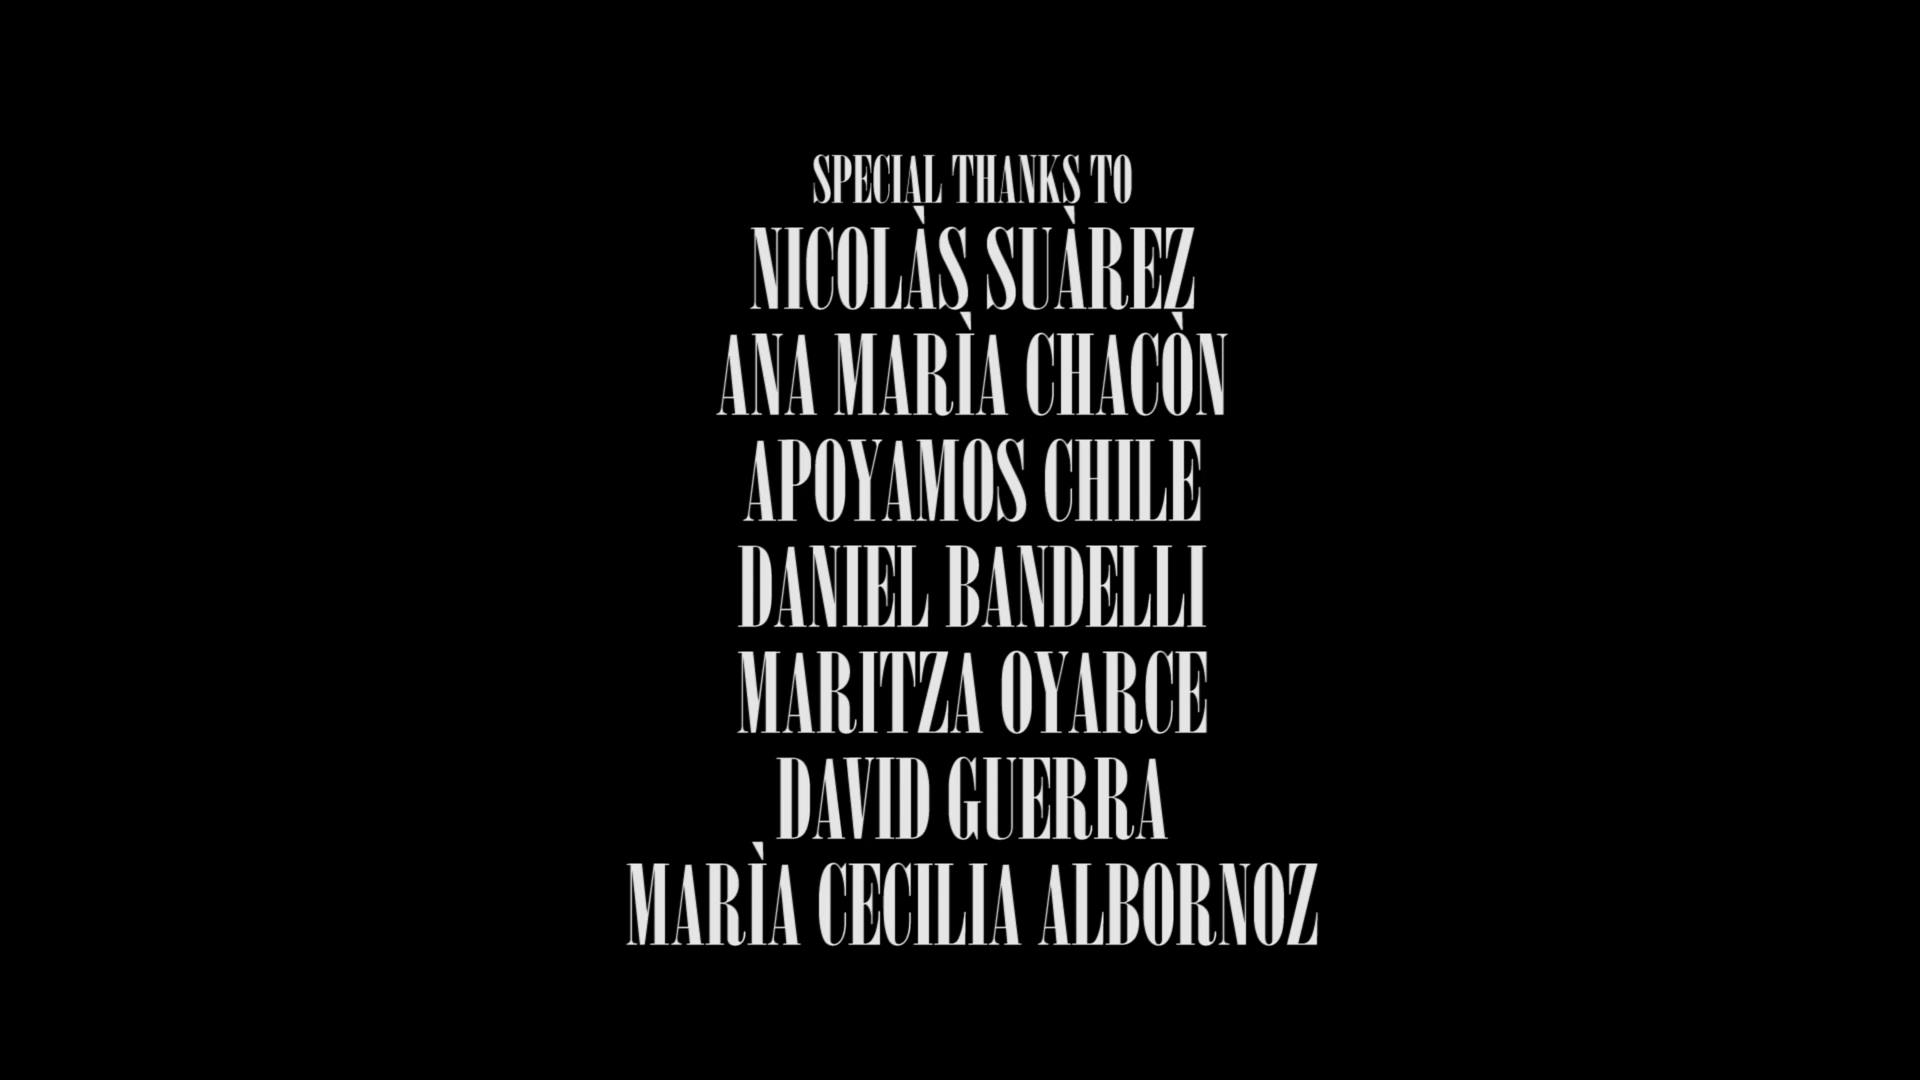 SPECIAL THANKS TO
NICOLÀS SUÀREZ
ANA MARÌA CHACÒN
APOYAMOS CHILE
DANIEL BANDELLI
MARITZA OYARCE
DAVID GUERRA
MARÌA CECILIA ALBORNOZ